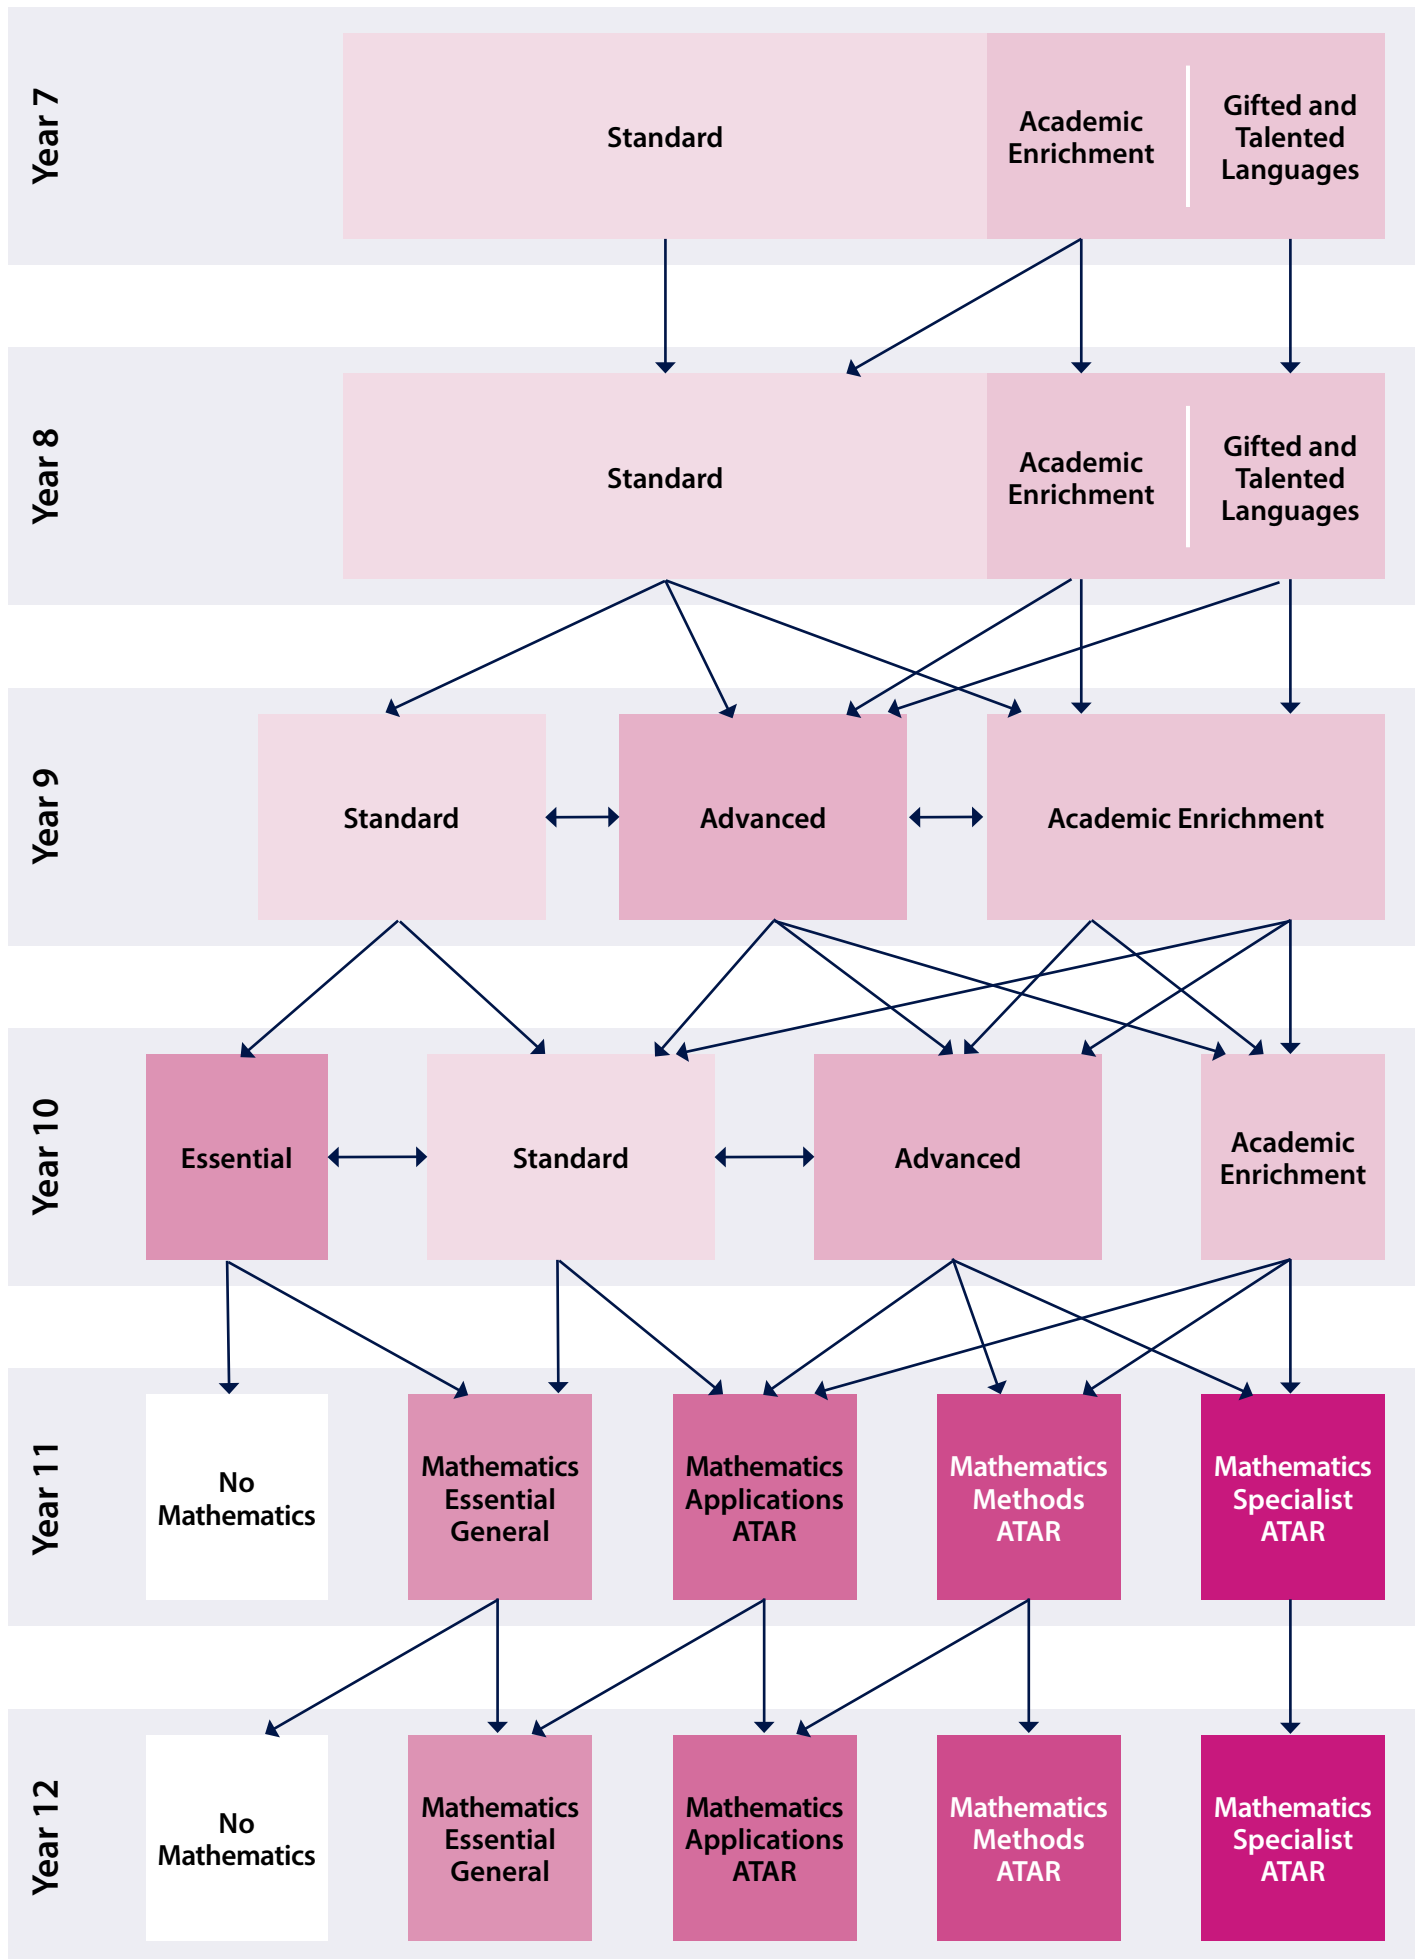 Year 7
Standard
Academic
Enrichment
Gifted and
Talented
Languages
Year 8
Standard
Academic
Enrichment
Gifted and
Talented
Languages
Year 9
Standard
Advanced
Academic Enrichment
Year 10
Essential
Standard
Advanced
Academic
Enrichment
Year 11
No
Mathematics
Mathematics
Essential
General
Mathematics
Applications
ATAR
Mathematics
Methods
ATAR
Mathematics
Specialist
ATAR
Year 12
No
Mathematics
Mathematics
Essential
General
Mathematics
Applications
ATAR
Mathematics
Methods
ATAR
Mathematics
Specialist
ATAR